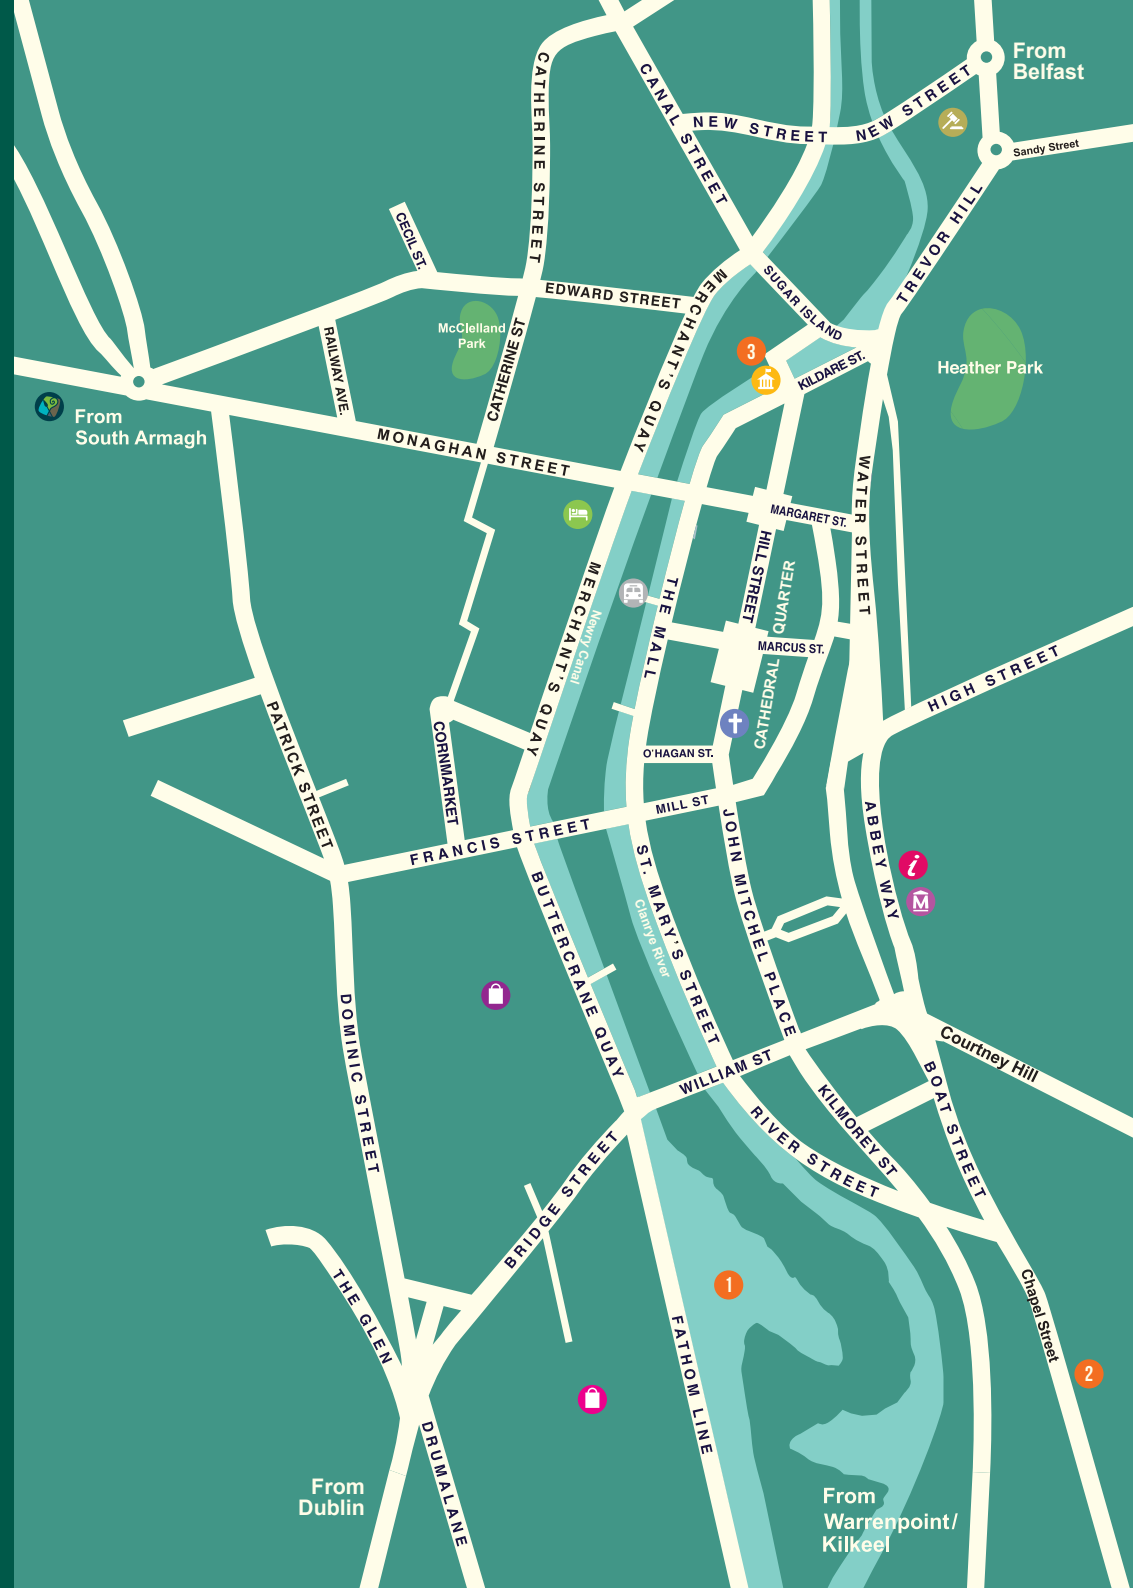 From
Belfast
CATHERINE STREET
CANAL STREET
NEW STREET
NEW STREET
Sandy Street
CECIL ST.
TREVOR HILL
EDWARD STREET
MERCHANT'S QUAY
SUGAR ISLAND
McClelland
Park
RAILWAY AVE.
CATHERINE ST
3
KILDARE ST.
Heather Park
From
South Armagh
MONAGHAN STREET
WATER STREET
MARGARET ST.
HILL STREET
MERCHANT'S QUAY
Newry Canal
THE MALL
CATHEDRAL QUARTER
MARCUS ST.
HIGH STREET
PATRICK STREET
CORNMARKET
O'HAGAN ST.
MILL ST
FRANCIS STREET
JOHN MITCHEL PLACE
ABBEY WAY
i
M
BUTTERCRANE QUAY
ST. MARY'S STREET
Clanrye River
DOMINIC STREET
WILLIAM ST
Courtney Hill
BOAT STREET
KILMOREY ST
RIVER STREET
BRIDGE STREET
THE GLEN
1
FATHOM LINE
Chapel Street
2
DRUMALANE
From
Dublin
From
Warrenpoint/
Kilkeel